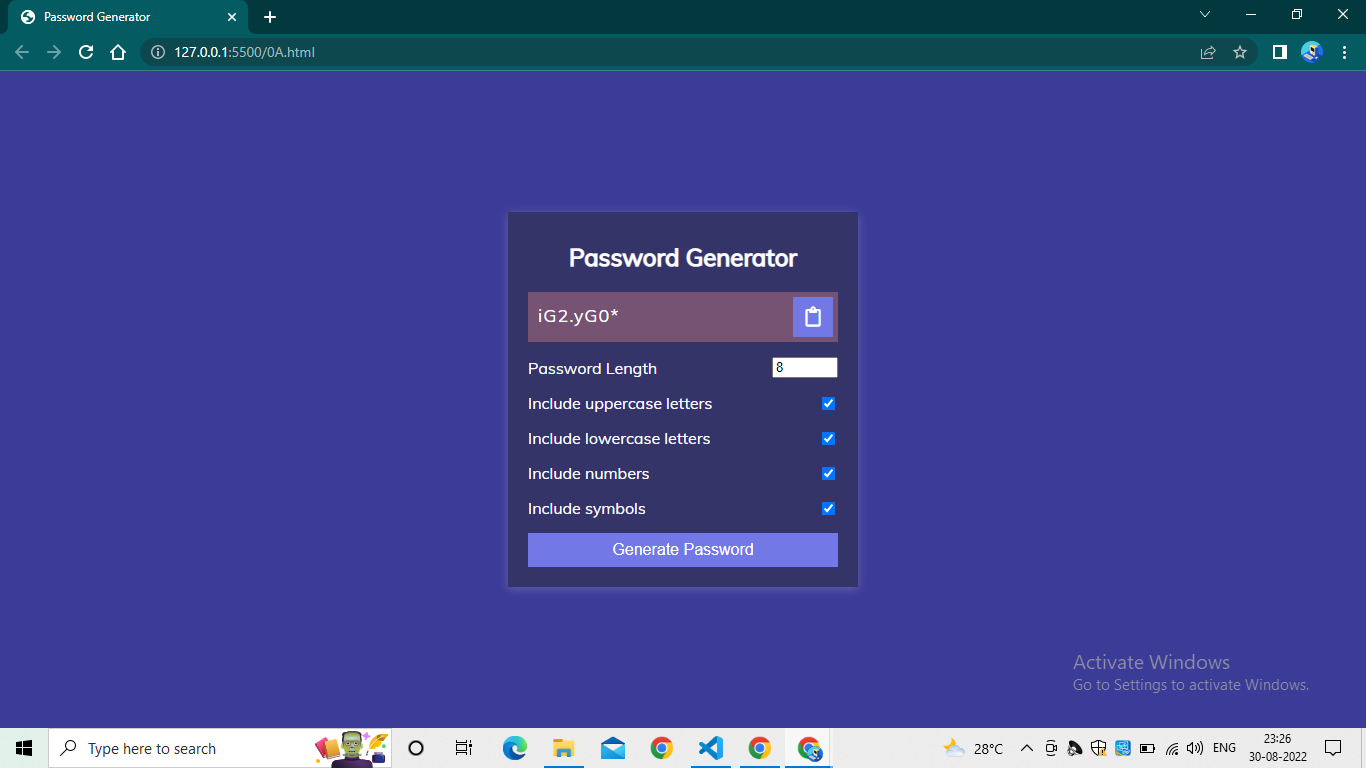 Password Generator
127.0.0.1:5500/0A.html
Password Generator
iG2.yG0*
Password Length 8
Include uppercase letters
Include lowercase letters
Include numbers
Include symbols
Generate Password
Activate Windows
Go to Settings to activate Windows.
Type here to search
28°C
ENG
23:26
30-08-2022